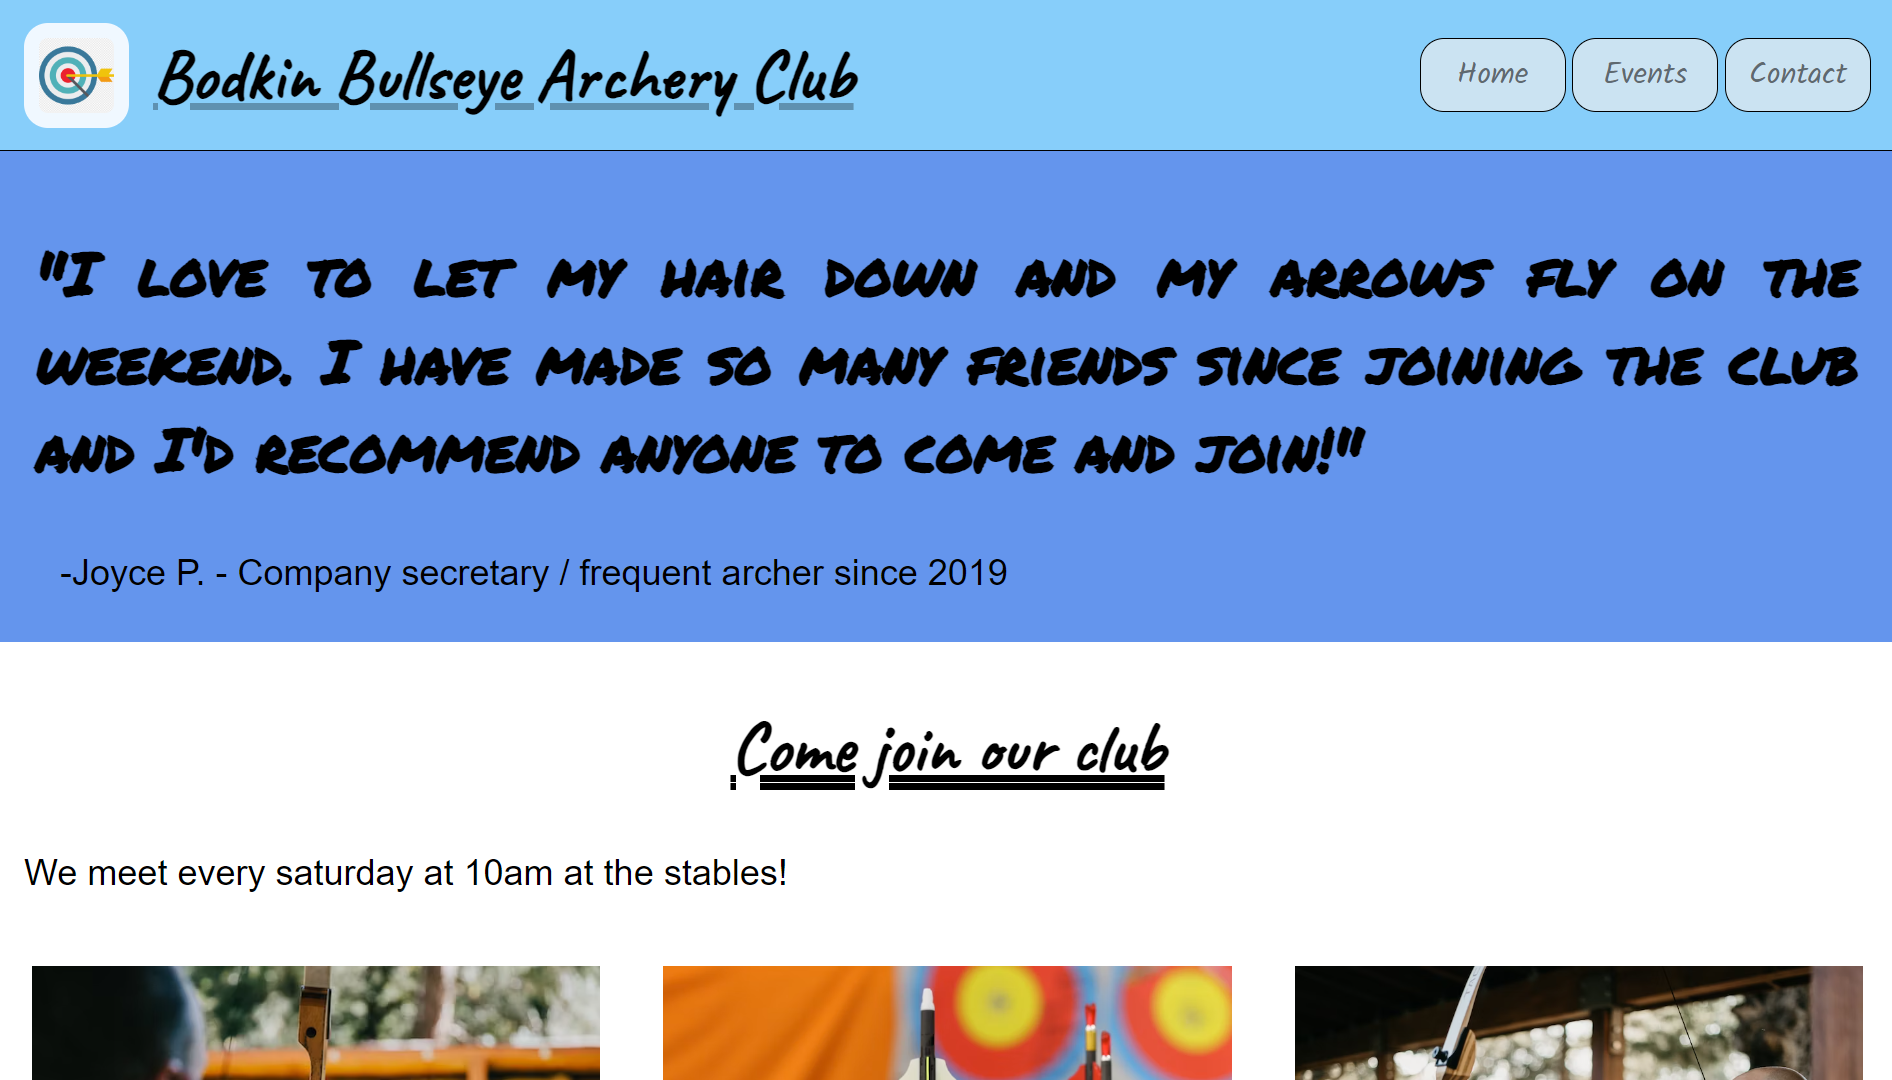 Bodkin Bullseye Archery Club
Home
Events
Contact
"I LOVE TO LET MY HAIR DOWN AND MY ARROWS FLY ON THE
WEEKEND. I HAVE MADE SO MANY FRIENDS SINCE JOINING THE CLUB
AND I'D RECOMMEND ANYONE TO COME AND JOIN!"
-Joyce P. - Company secretary / frequent archer since 2019
Come join our club
We meet every saturday at 10am at the stables!